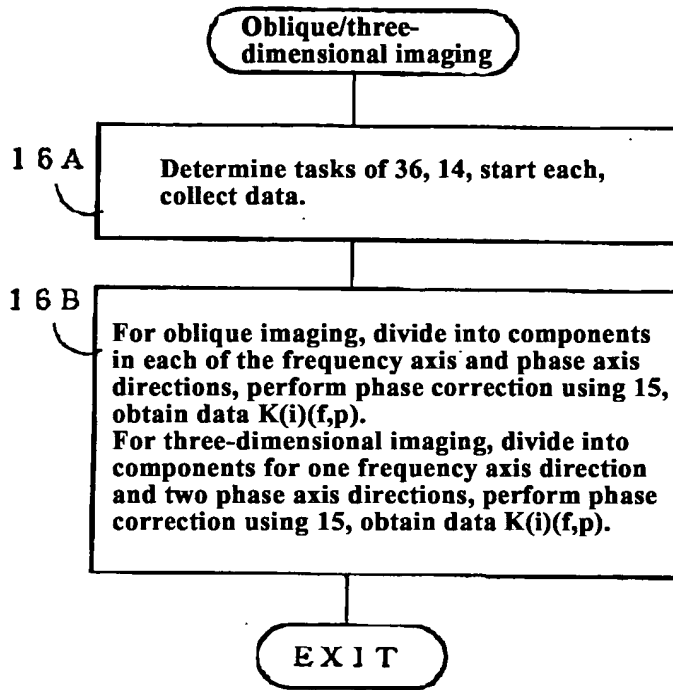 Oblique/three-
dimensional imaging
16A
Determine tasks of 36, 14, start each,
collect data.
16B
For oblique imaging, divide into components
in each of the frequency axis and phase axis
directions, perform phase correction using 15,
obtain data K(i)(f,p).
For three-dimensional imaging, divide into
components for one frequency axis direction
and two phase axis directions, perform phase
correction using 15, obtain data K(i)(f,p).
EXIT